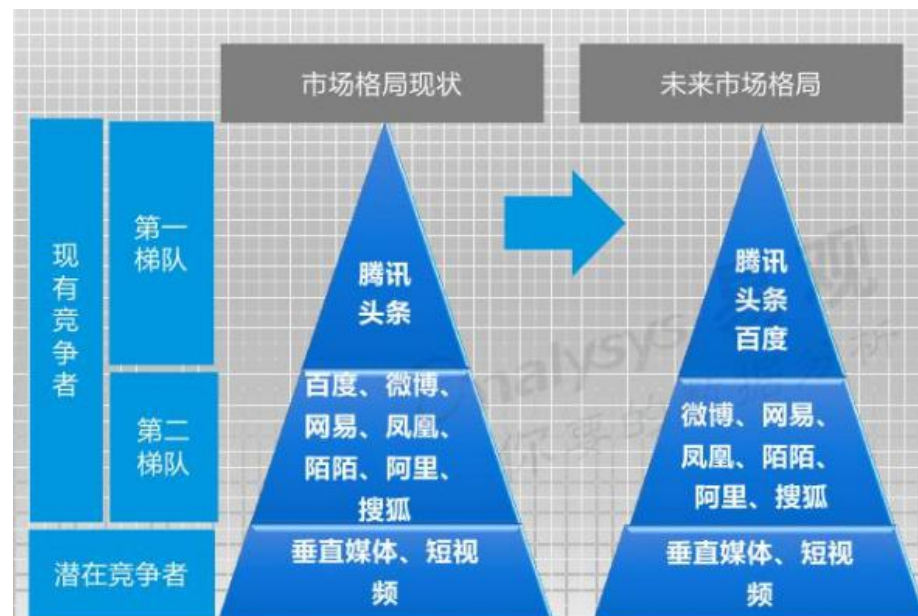 市场格局现状
未来市场格局
现有竞争者
第一
梯队
腾讯
头条
腾讯
头条
百度
第二
梯队
百度、微博、
网易、凤凰、
陌陌、阿里、
搜狐
微博、网易、
凤凰、陌陌、
阿里、搜狐
潜在竞争者
垂直媒体、短视
频
垂直媒体、短视
频
nalysys 易观